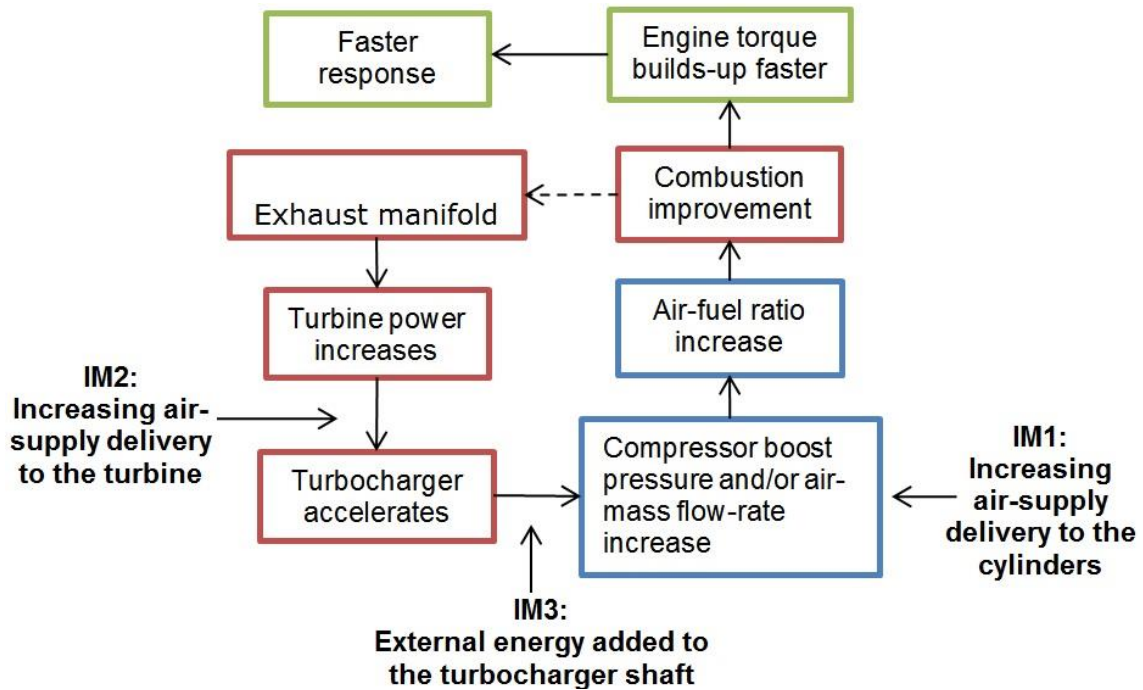 Faster
response
Engine torque
builds-up faster
Exhaust manifold
Combustion
improvement
Turbine power
increases
Air-fuel ratio
increase
IM2:
Increasing air-
supply delivery
to the turbine
Turbocharger
accelerates
Compressor boost
pressure and/or air-
mass flow-rate
increase
IM1:
Increasing
air-supply
delivery to the
cylinders
IM3:
External energy added to
the turbocharger shaft